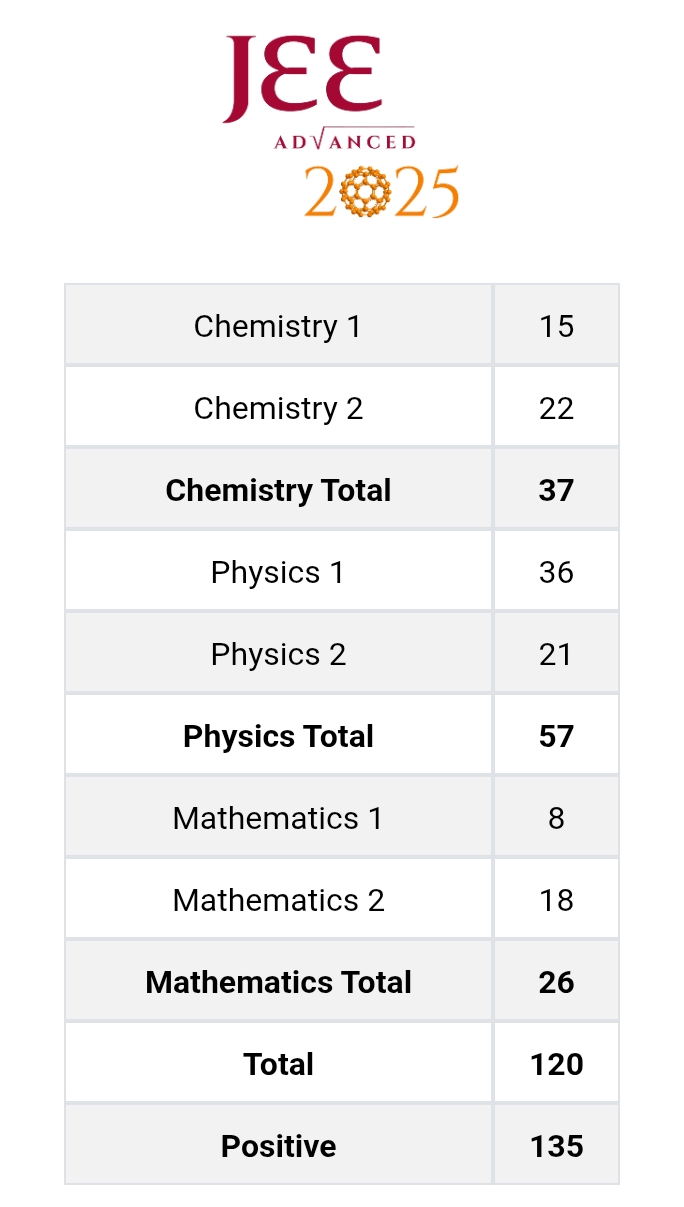 JEE
ADVANCED
2025
Chemistry 1 15
Chemistry 2 22
Chemistry Total 37
Physics 1 36
Physics 2 21
Physics Total 57
Mathematics 1 8
Mathematics 2 18
Mathematics Total 26
Total 120
Positive 135